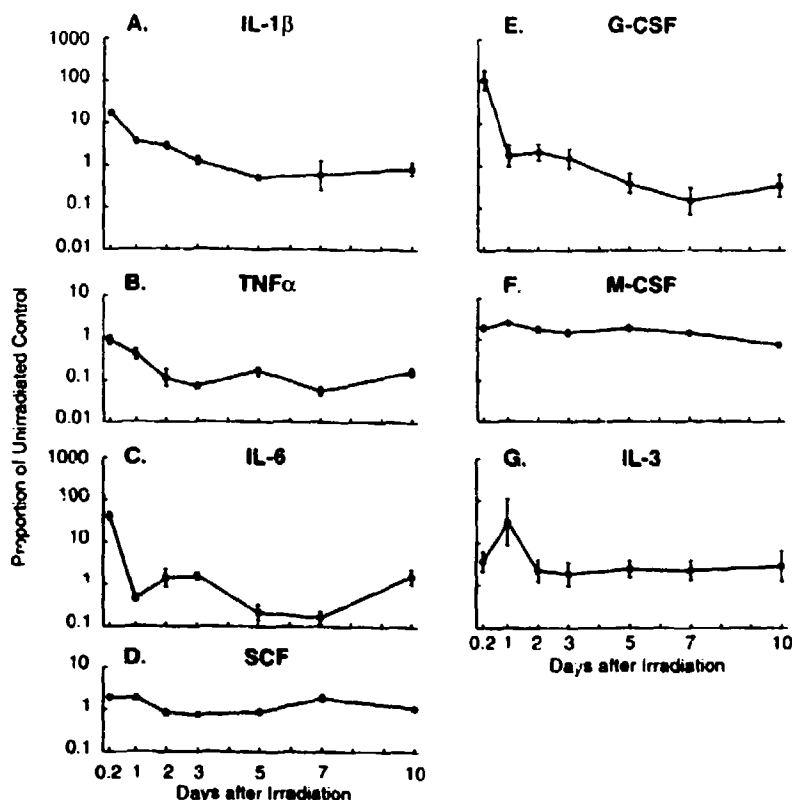 Proportion of Unirradiated Control
A. IL-1β
1000
100
10
1
0.1
0.01
B. TNFα
10
1
0.1
0.01
C. IL-6
1000
100
10
1
0.1
D. SCF
10
1
0.1
0.2 1 2 3 5 7 10
Days after Irradiation
E. G-CSF
F. M-CSF
G. IL-3
0.2 1 2 3 5 7 10
Days after Irradiation